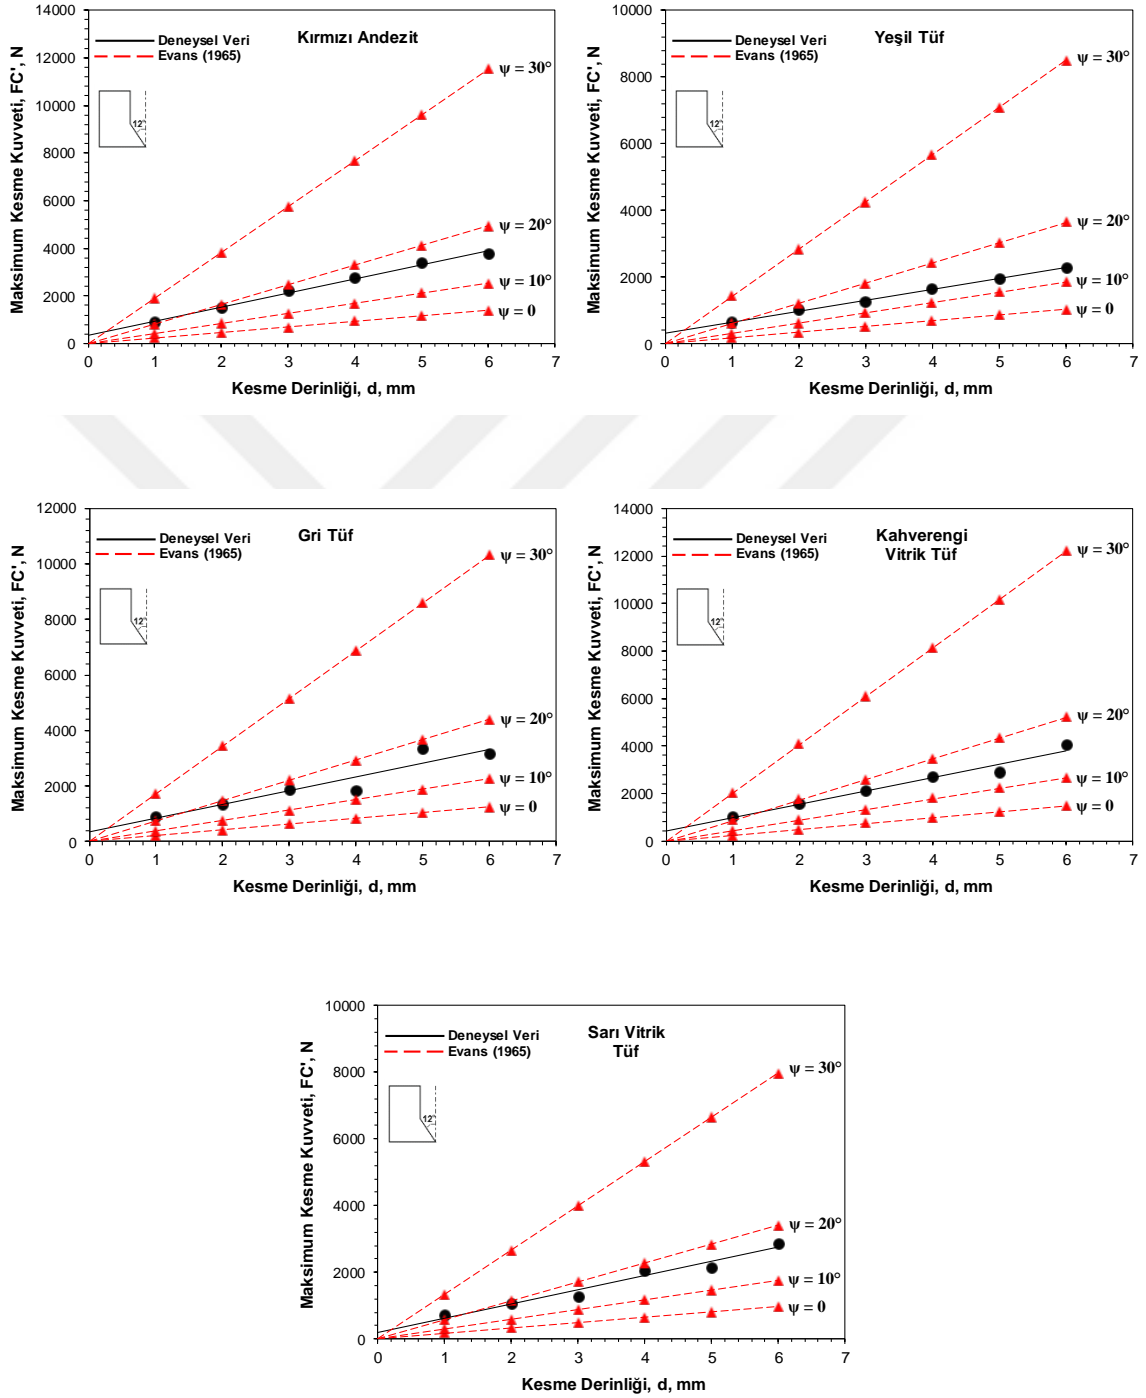 Kırmızı Andezit
Deneysel Veri
Evans (1965)
Maksimum Kesme Kuvveti, FC', N
14000
12000
10000
8000
6000
4000
2000
0
12°
ψ = 30°
ψ = 20°
ψ = 10°
ψ = 0
0 1 2 3 4 5 6 7
Kesme Derinliği, d, mm
Yeşil Tüf
Deneysel Veri
Evans (1965)
Maksimum Kesme Kuvveti, FC', N
10000
8000
6000
4000
2000
0
12°
ψ = 30°
ψ = 20°
ψ = 10°
ψ = 0
0 1 2 3 4 5 6 7
Kesme Derinliği, d, mm
Gri Tüf
Deneysel Veri
Evans (1965)
Maksimum Kesme Kuvveti, FC', N
12000
10000
8000
6000
4000
2000
0
12°
ψ = 30°
ψ = 20°
ψ = 10°
ψ = 0
0 1 2 3 4 5 6 7
Kesme Derinliği, d, mm
Kahverengi
Vitrik Tüf
Deneysel Veri
Evans (1965)
Maksimum Kesme Kuvveti, FC', N
14000
12000
10000
8000
6000
4000
2000
0
12°
ψ = 30°
ψ = 20°
ψ = 10°
ψ = 0
0 1 2 3 4 5 6 7
Kesme Derinliği, d, mm
Sarı Vitrik
Tüf
Deneysel Veri
Evans (1965)
Maksimum Kesme Kuvveti, FC', N
10000
8000
6000
4000
2000
0
12°
ψ = 30°
ψ = 20°
ψ = 10°
ψ = 0
0 1 2 3 4 5 6 7
Kesme Derinliği, d, mm